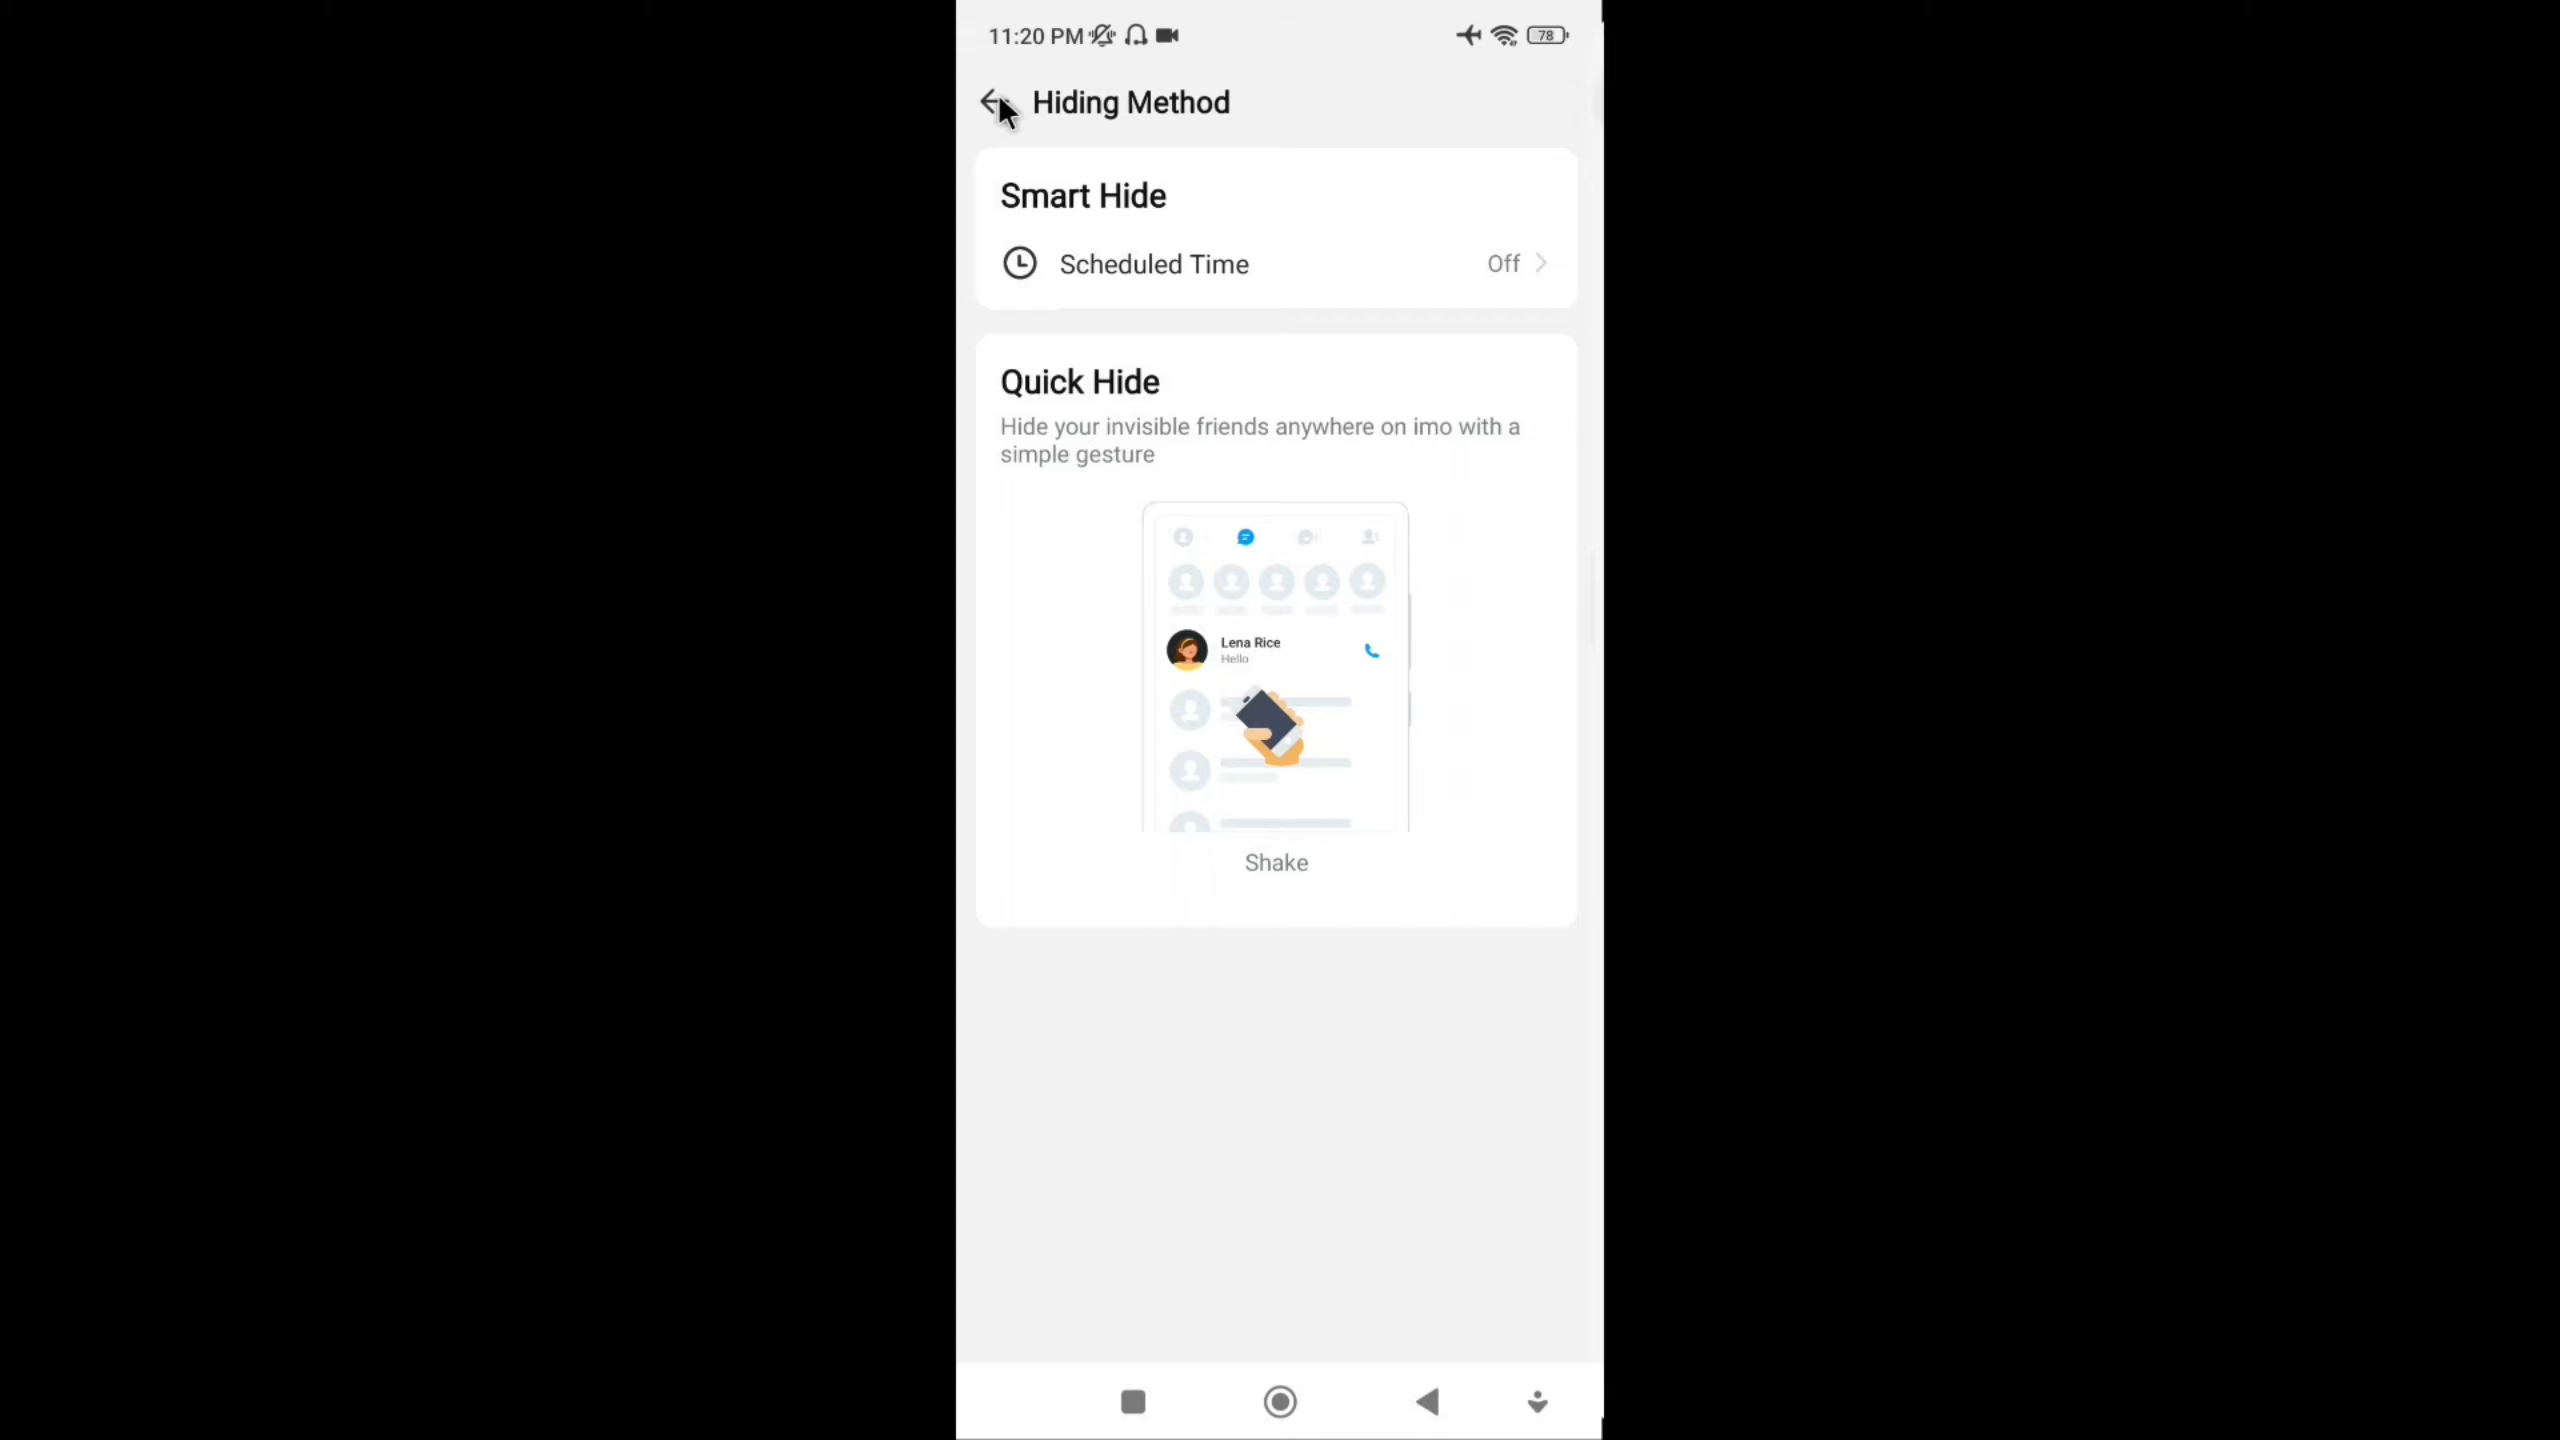 11:20 PM
78
Hiding Method
Smart Hide
Scheduled Time
Off
Quick Hide
Hide your invisible friends anywhere on imo with a
simple gesture
Lena Rice
Hello
Shake